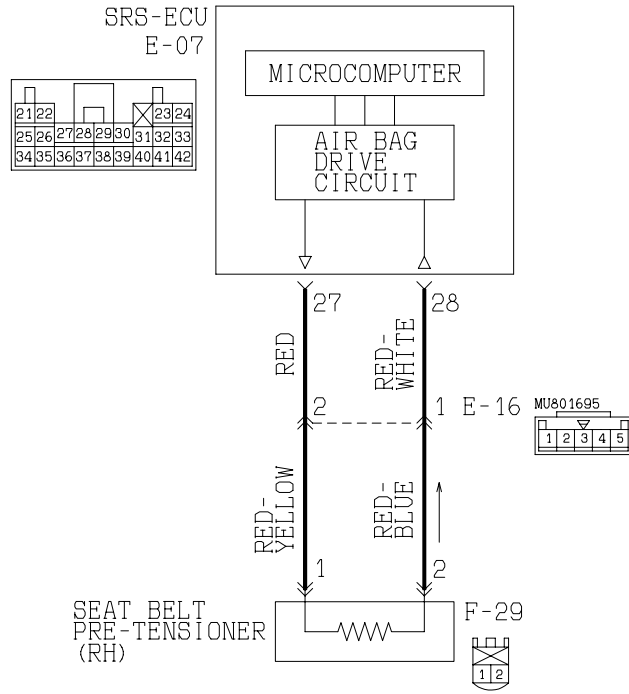 SRS-ECU
E-07
MICROCOMPUTER
21 22 23 24
25 26 27 28 29 30 31 32 33
34 35 36 37 38 39 40 41 42
AIR BAG
DRIVE
CIRCUIT
27 28
RED
RED-
WHITE
2 1 E-16 MU801695
1 2 3 4 5
RED-
YELLOW
RED-
BLUE
1 2
SEAT BELT
PRE-TENSIONER
(RH)
F-29
1 2